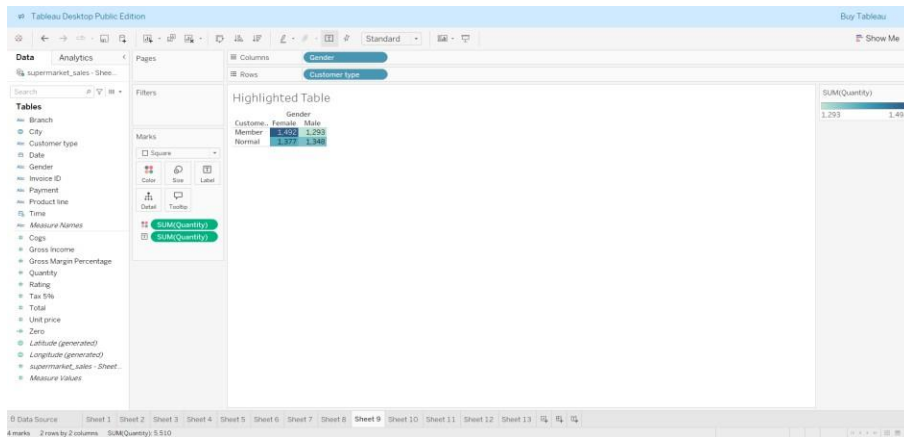 Tableau Desktop Public Edition
Buy Tableau
Standard
Show Me
Data Analytics
Pages
Columns Gender
supermarket_sales - Shee...
Rows Customer type
Search
Filters
Highlighted Table
SUM(Quantity)
1,293 1,49
Tables
Branch
City
Customer type
Date
Gender
Invoice ID
Payment
Product line
Time
Measure Names
Cogs
Gross Income
Gross Margin Percentage
Quantity
Rating
Tax 5%
Total
Unit price
Zero
Latitude (generated)
Longitude (generated)
supermarket_sales - Sheet...
Measure Values
Marks
Square
Color Size Label
Detail Tooltip
SUM(Quantity)
SUM(Quantity)
Gender
Custome.. Female Male
Member 1,492 1,293
Normal 1,377 1,348
Data Source Sheet 1 Sheet 2 Sheet 3 Sheet 4 Sheet 5 Sheet 6 Sheet 7 Sheet 8 Sheet 9 Sheet 10 Sheet 11 Sheet 12 Sheet 13
4 marks 2 rows by 2 columns SUM(Quantity): 5,510